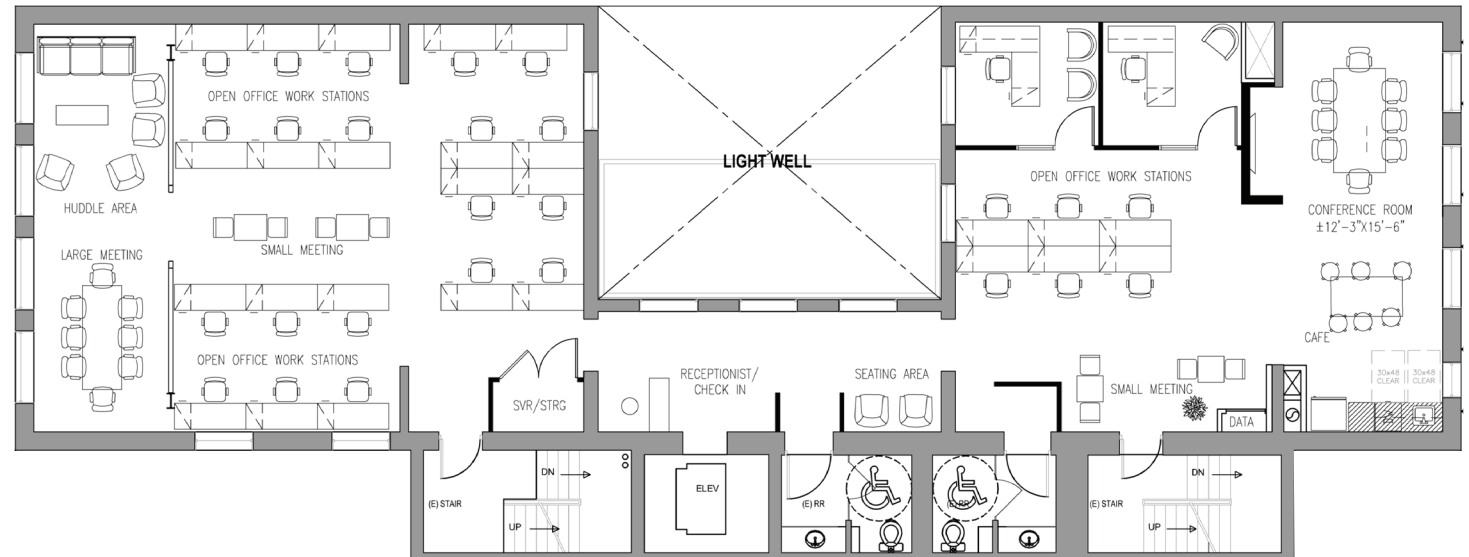 OPEN OFFICE WORK STATIONS
HUDDLE AREA
LARGE MEETING
SMALL MEETING
OPEN OFFICE WORK STATIONS
SVR/STRG
LIGHT WELL
RECEPTIONIST/
CHECK IN
SEATING AREA
OPEN OFFICE WORK STATIONS
CONFERENCE ROOM
±12'-3"X15'-6"
CAFE
30x48
CLEAR
30x48
CLEAR
SMALL MEETING
DATA
(E) STAIR
DN
UP
ELEV
(E) RR
(E) RR
(E) STAIR
DN
UP